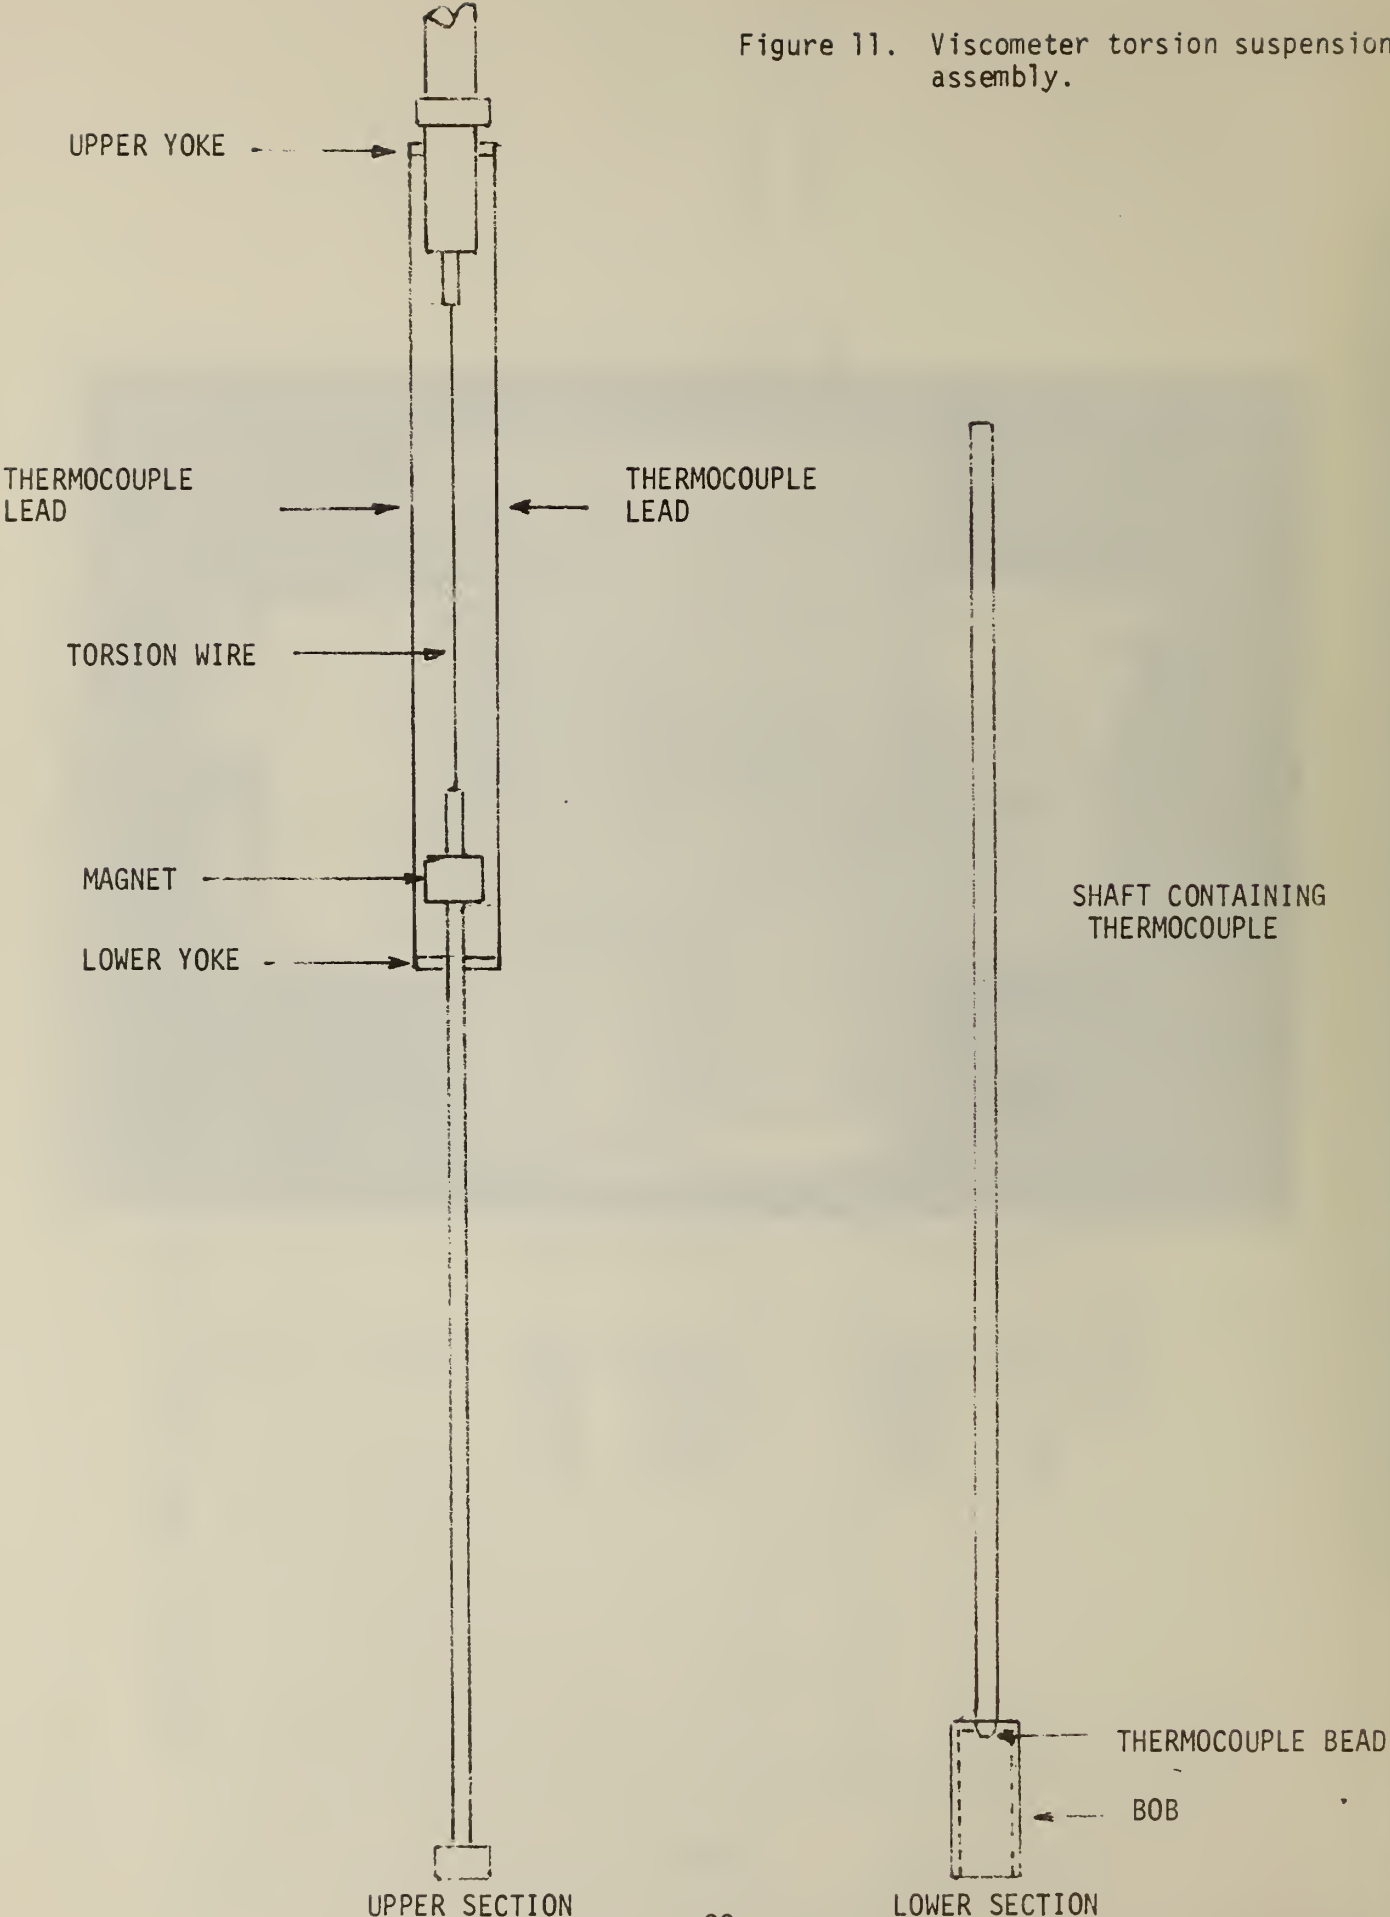 Figure 11. Viscometer torsion suspension
assembly.
UPPER YOKE
THERMOCOUPLE
LEAD
THERMOCOUPLE
LEAD
TORSION WIRE
MAGNET
SHAFT CONTAINING
THERMOCOUPLE
LOWER YOKE
THERMOCOUPLE BEAD
BOB
UPPER SECTION
LOWER SECTION